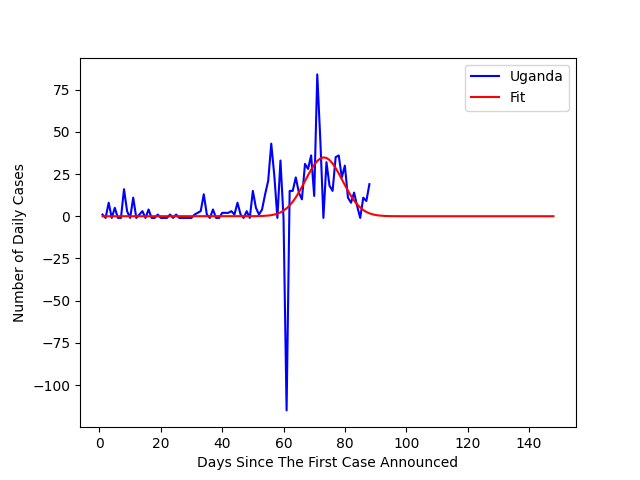 Uganda
Fit
75
50
25
0
−25
−50
−75
−100
Number of Daily Cases
0 20 40 60 80 100 120 140
Days Since The First Case Announced